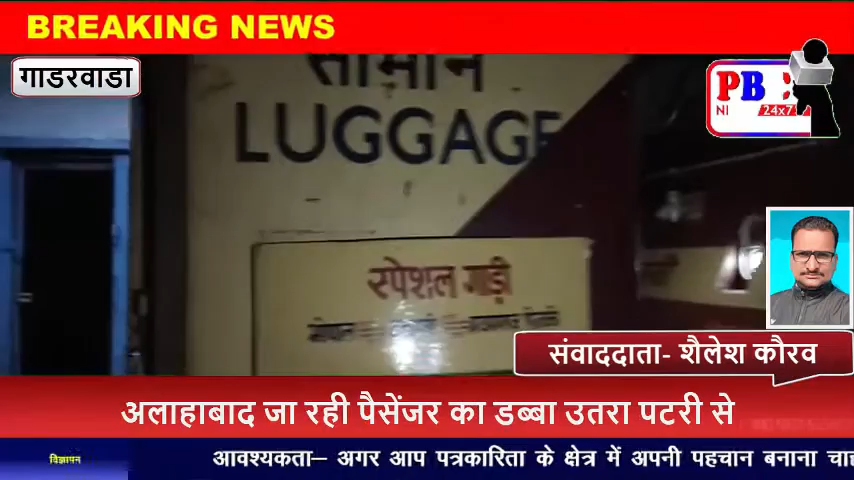 BREAKING NEWS
गाडरवाडा
सामान
LUGGAGE
PB
NI
24x7
स्पेशल गाड़ी
संवाददाता- शैलेश कौरव
अलाहाबाद जा रही पैसेंजर का डब्बा उतरा पटरी से
विज्ञापन
आवश्यकता– अगर आप पत्रकारिता के क्षेत्र में अपनी पहचान बनाना चाह